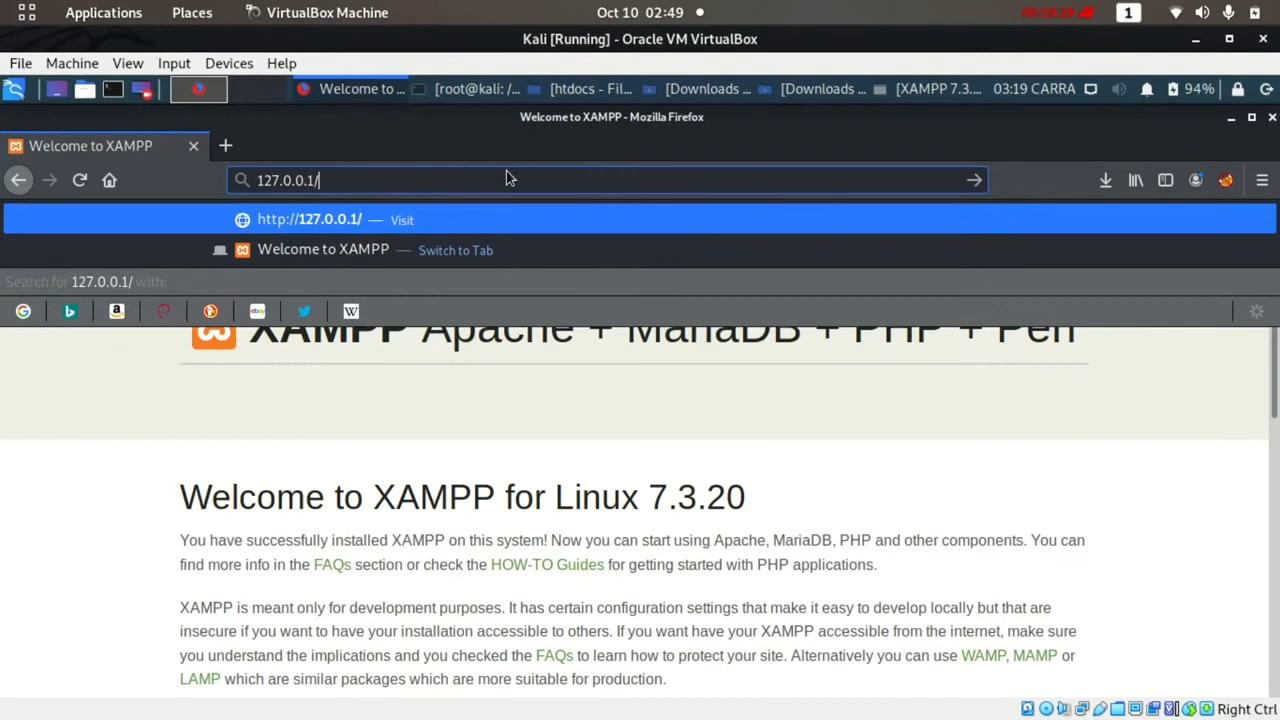 Applications Places VirtualBox Machine Oct 10 02:49 1
Kali [Running] - Oracle VM VirtualBox
File Machine View Input Devices Help
Welcome to ... [root@kali: /... [htdocs - Fil... [Downloads ... [Downloads ... [XAMPP 7.3.... 03:19 CARRA 94%
Welcome to XAMPP - Mozilla Firefox
Welcome to XAMPP
127.0.0.1/
http://127.0.0.1/ — Visit
Welcome to XAMPP — Switch to Tab
Search for 127.0.0.1/ with:
XAMPP Apache + MariaDB + PHP + Perl
Welcome to XAMPP for Linux 7.3.20
You have successfully installed XAMPP on this system! Now you can start using Apache, MariaDB, PHP and other components. You can
find more info in the FAQs section or check the HOW-TO Guides for getting started with PHP applications.
XAMPP is meant only for development purposes. It has certain configuration settings that make it easy to develop locally but that are
insecure if you want to have your installation accessible to others. If you want have your XAMPP accessible from the internet, make sure
you understand the implications and you checked the FAQs to learn how to protect your site. Alternatively you can use WAMP, MAMP or
LAMP which are similar packages which are more suitable for production.
Right Ctrl